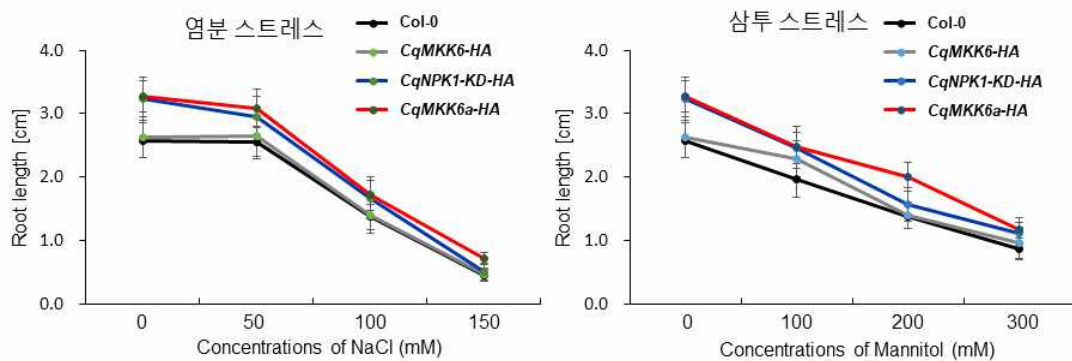 염분 스트레스
Col-0
CqMKK6-HA
CqNPK1-KD-HA
CqMKK6a-HA
4.0
3.0
2.0
1.0
0.0
Root length [cm]
0 50 100 150
Concentrations of NaCl (mM)
삼투 스트레스
Col-0
CqMKK6-HA
CqNPK1-KD-HA
CqMKK6a-HA
4.0
3.0
2.0
1.0
0.0
Root length [cm]
0 100 200 300
Concentrations of Mannitol (mM)